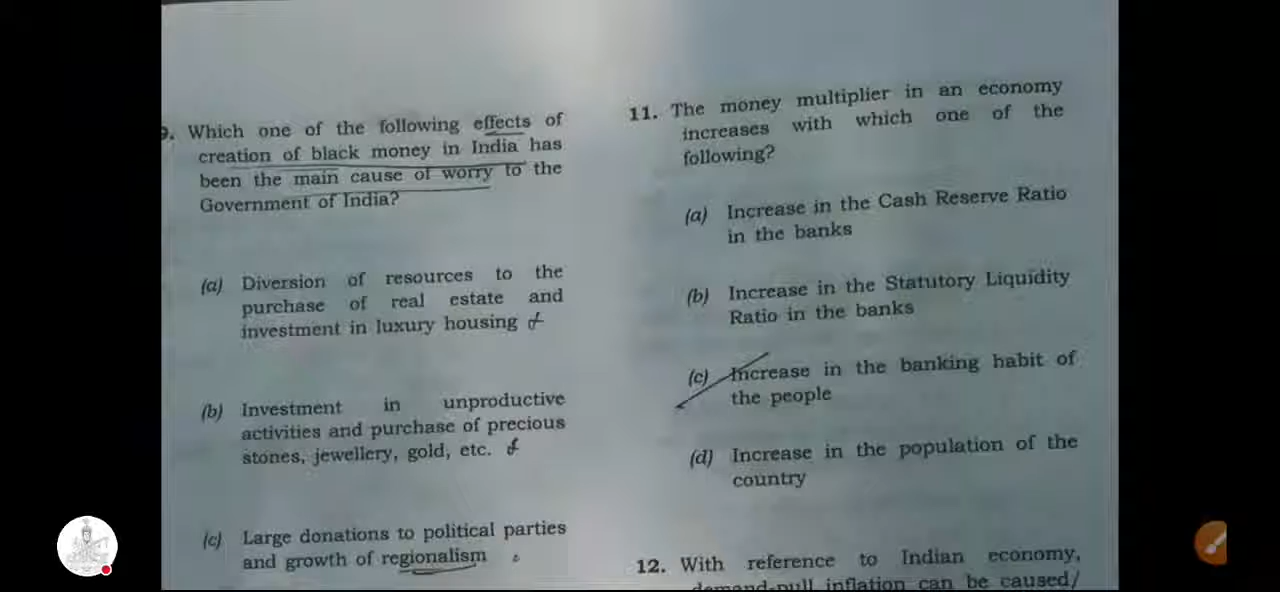 9. Which one of the following effects of
creation of black money in India has
been the main cause of worry to the
Government of India?
(a) Diversion of resources to the
purchase of real estate and
investment in luxury housing
(b) Investment in unproductive
activities and purchase of precious
stones, jewellery, gold, etc.
(c) Large donations to political parties
and growth of regionalism
11. The money multiplier in an economy
increases with which one of the
following?
(a) Increase in the Cash Reserve Ratio
in the banks
(b) Increase in the Statutory Liquidity
Ratio in the banks
(c) Increase in the banking habit of
the people
(d) Increase in the population of the
country
12. With reference to Indian economy,
demand-pull inflation can be caused/